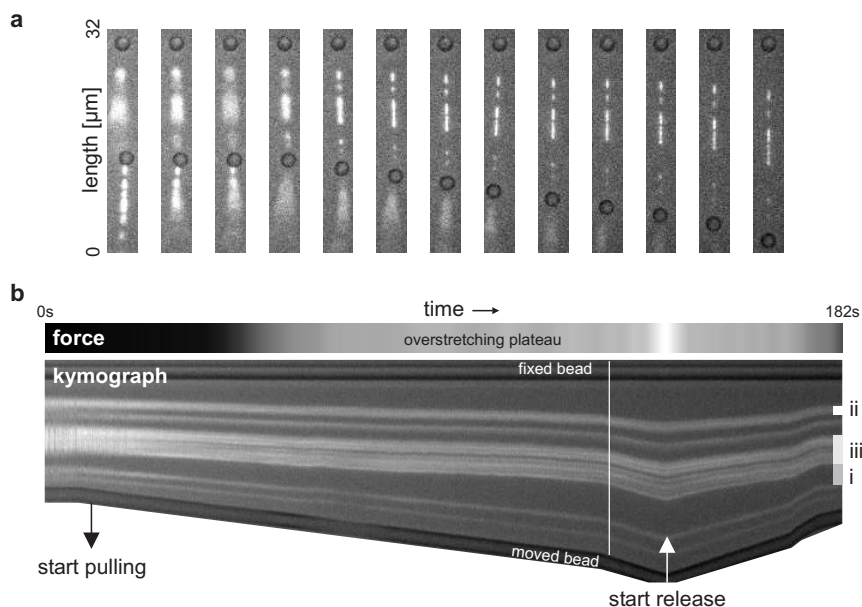 a
32
length [µm]
0
b
0s
time →
182s
force
overstretching plateau
kymograph
fixed bead
ii
iii
i
moved bead
start pulling
start release